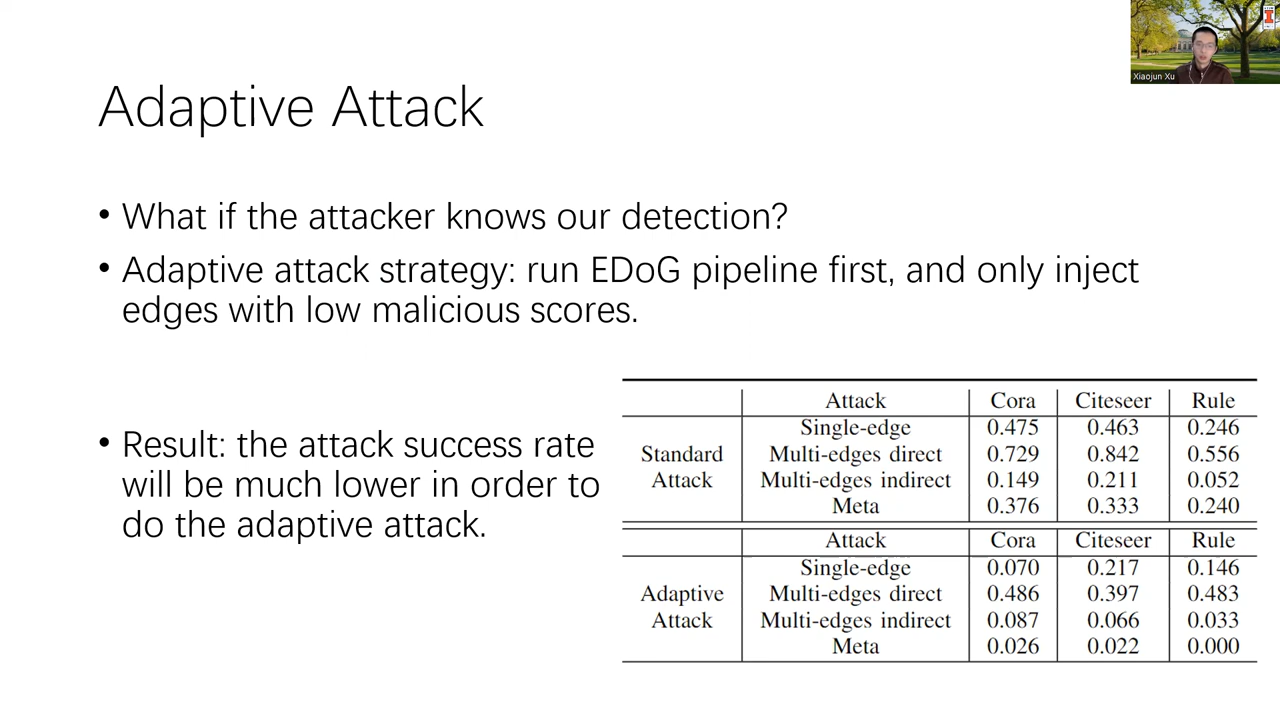 Xiaojun Xu
Adaptive Attack
• What if the attacker knows our detection?
• Adaptive attack strategy: run EDoG pipeline first, and only inject
edges with low malicious scores.
• Result: the attack success rate
will be much lower in order to
do the adaptive attack.
Attack Cora Citeseer Rule
Single-edge 0.475 0.463 0.246
Standard Multi-edges direct 0.729 0.842 0.556
Attack Multi-edges indirect 0.149 0.211 0.052
Meta 0.376 0.333 0.240
Attack Cora Citeseer Rule
Single-edge 0.070 0.217 0.146
Adaptive Multi-edges direct 0.486 0.397 0.483
Attack Multi-edges indirect 0.087 0.066 0.033
Meta 0.026 0.022 0.000